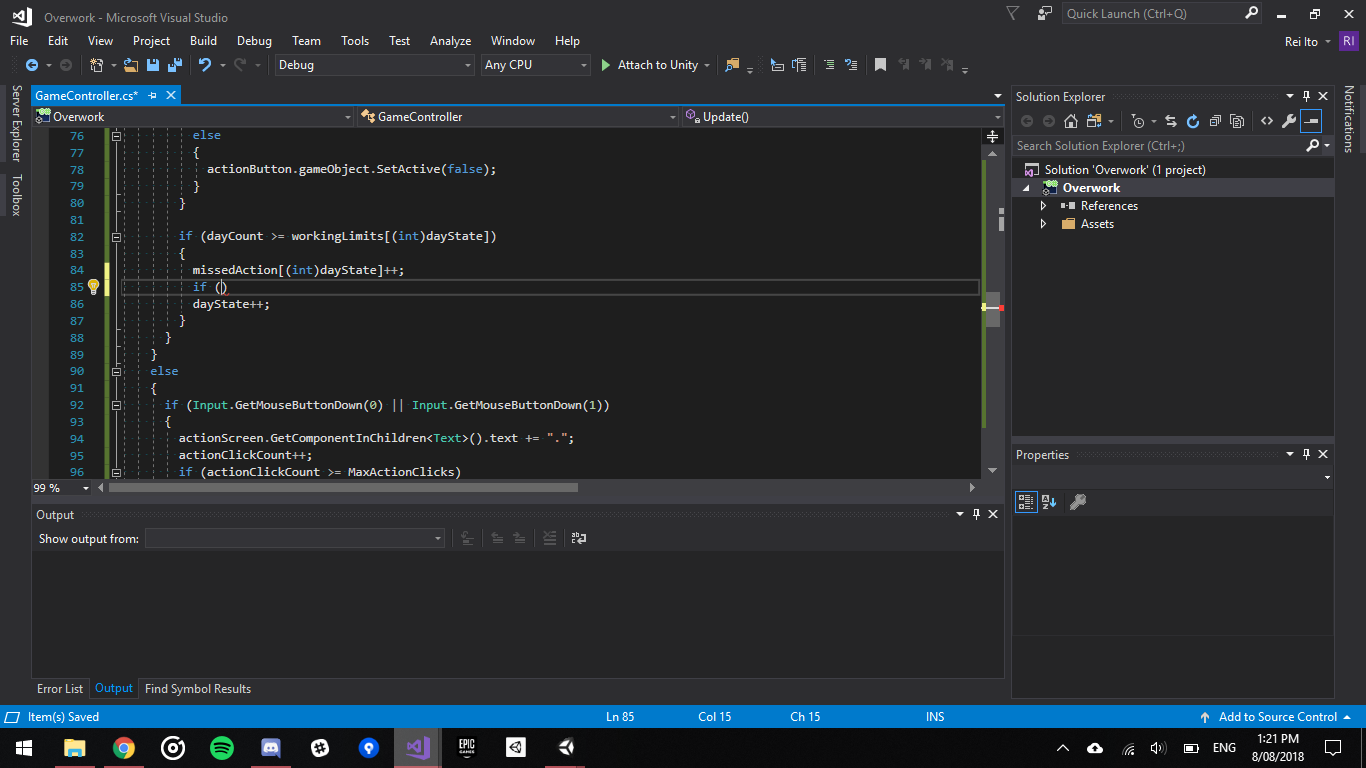 Overwork - Microsoft Visual Studio
Quick Launch (Ctrl+Q)
File Edit View Project Build Debug Team Tools Test Analyze Window Help
Rei Ito RI
Debug Any CPU Attach to Unity
Server Explorer
Toolbox
GameController.cs*
Overwork GameController Update()
76 else
77 {
78 actionButton.gameObject.SetActive(false);
79 }
80 }
81
82 if (dayCount >= workingLimits[(int)dayState])
83 {
84 missedAction[(int)dayState]++;
85 if ()
86 dayState++;
87 }
88 }
89 }
90 else
91 {
92 if (Input.GetMouseButtonDown(0) || Input.GetMouseButtonDown(1))
93 {
94 actionScreen.GetComponentInChildren<Text>().text += ".";
95 actionClickCount++;
96 if (actionClickCount >= MaxActionClicks)
99 %
Output
Show output from:
Error List Output Find Symbol Results
Solution Explorer
Search Solution Explorer (Ctrl+;)
Solution 'Overwork' (1 project)
Overwork
References
Assets
Properties
Notifications
Item(s) Saved Ln 85 Col 15 Ch 15 INS Add to Source Control
EPIC GAMES
ENG
1:21 PM
8/08/2018